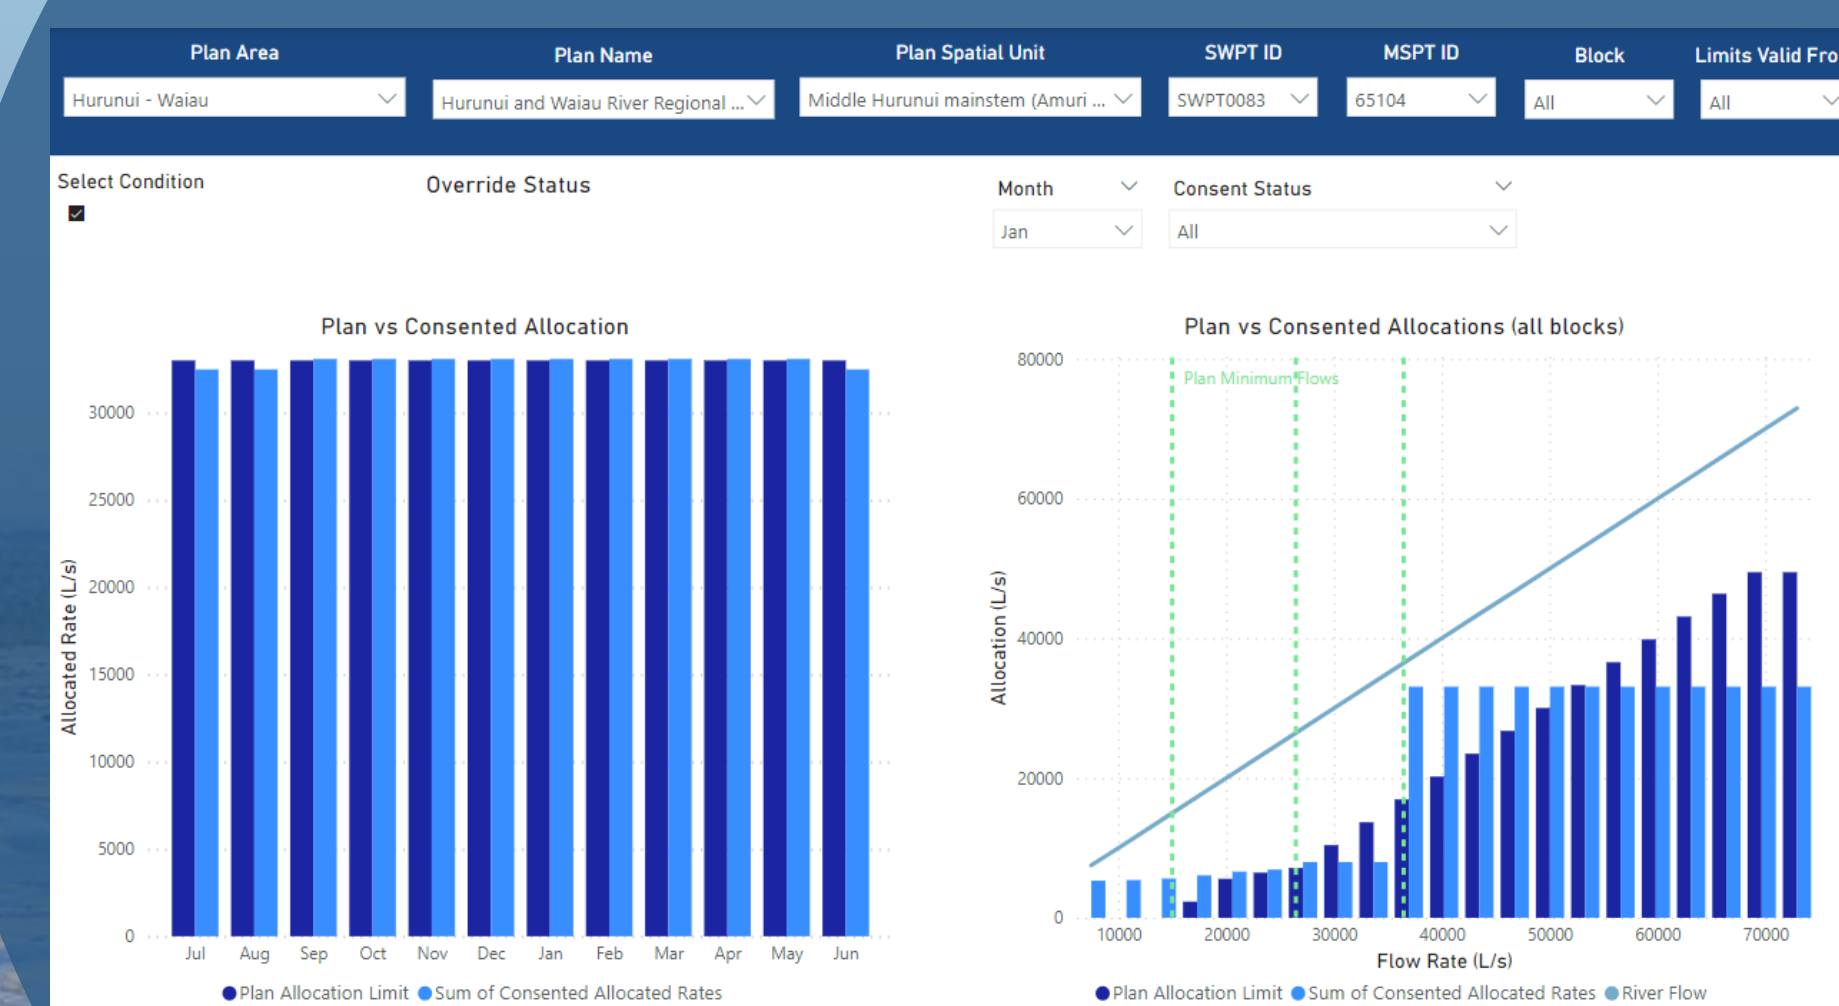 Plan Area
Plan Name
Plan Spatial Unit
SWPT ID
MSPT ID
Block
Limits Valid Fro
Hurunui - Waiau
Hurunui and Waiau River Regional ...
Middle Hurunui mainstem (Amuri ...
SWPT0083
65104
All
All
Select Condition
Override Status
Month
Consent Status
Jan
All
Plan vs Consented Allocation
Allocated Rate (L/s)
30000
25000
20000
15000
10000
5000
0
Jul Aug Sep Oct Nov Dec Jan Feb Mar Apr May Jun
Plan Allocation Limit Sum of Consented Allocated Rates
Plan vs Consented Allocations (all blocks)
Plan Minimum Flows
Allocation (L/s)
80000
60000
40000
20000
0
10000 20000 30000 40000 50000 60000 70000
Flow Rate (L/s)
Plan Allocation Limit Sum of Consented Allocated Rates River Flow